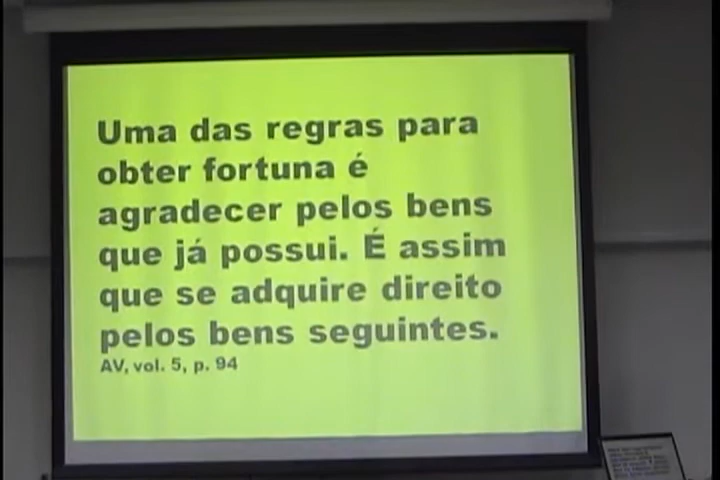 Uma das regras para
obter fortuna é
agradecer pelos bens
que já possui. É assim
que se adquire direito
pelos bens seguintes.
AV, vol. 5, p. 94